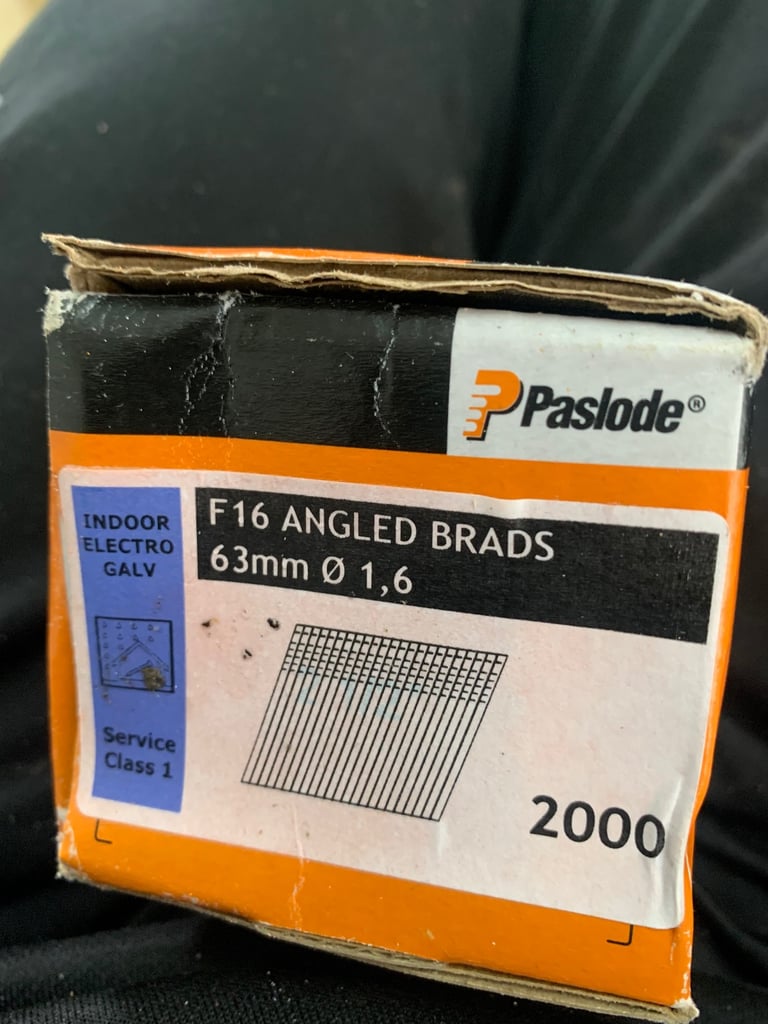 Paslode®
INDOOR
ELECTRO
GALV
F16 ANGLED BRADS
63mm Ø 1,6
Service
Class 1
2000